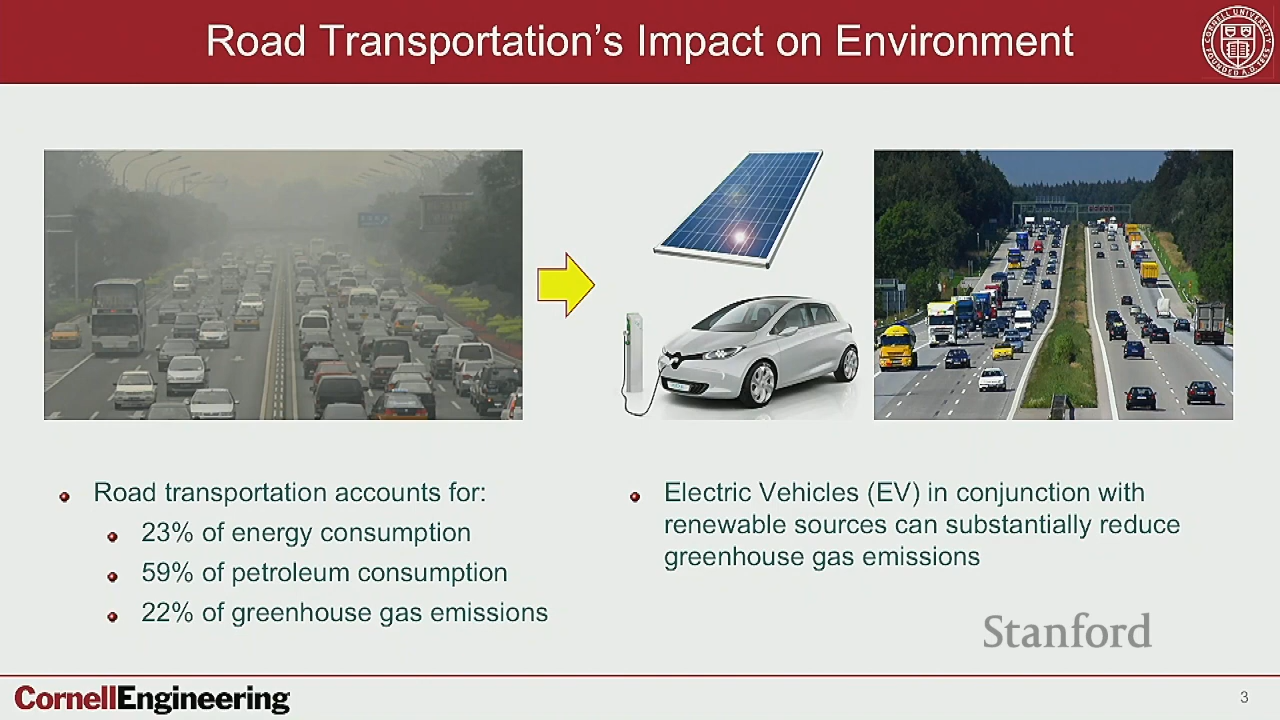 Road Transportation's Impact on Environment
Road transportation accounts for:
23% of energy consumption
59% of petroleum consumption
22% of greenhouse gas emissions
Electric Vehicles (EV) in conjunction with
renewable sources can substantially reduce
greenhouse gas emissions
Stanford
CornellEngineering
3